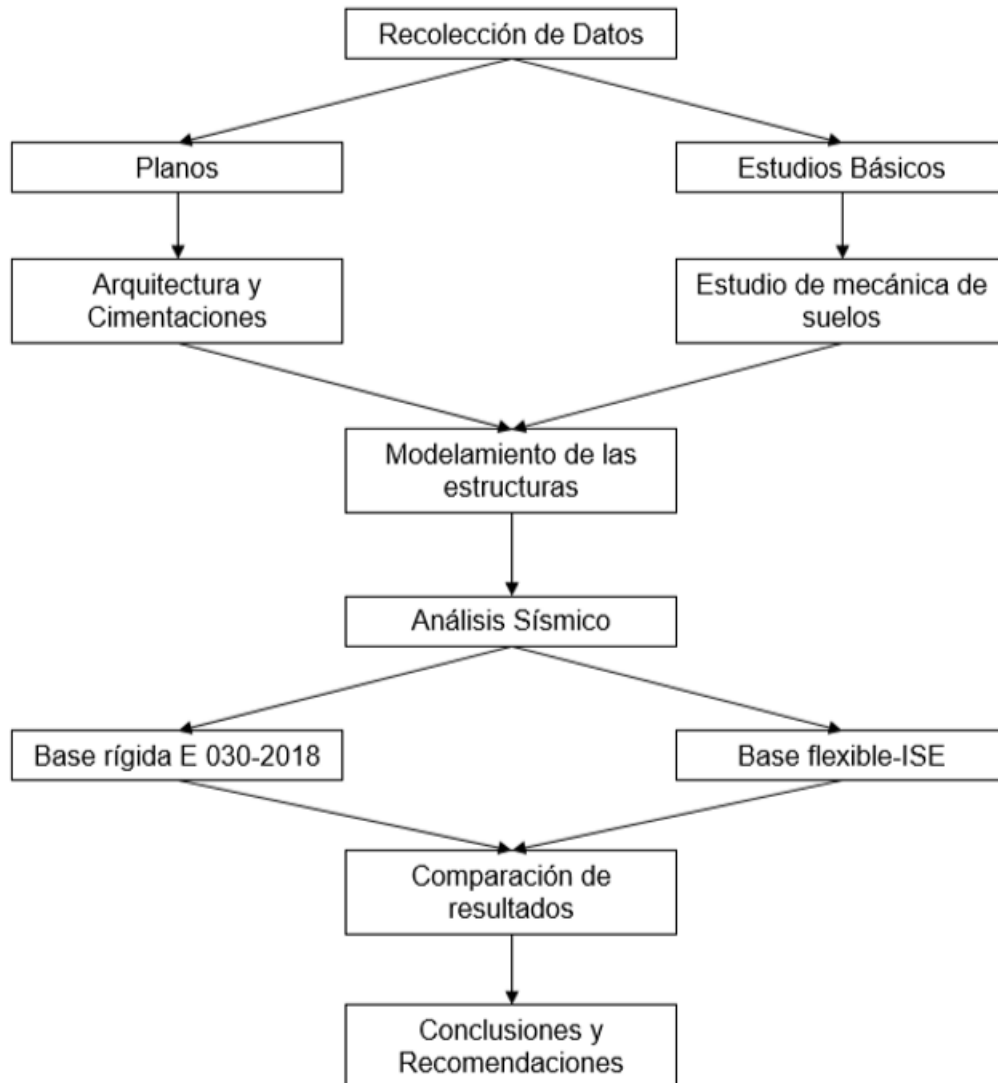 Recolección de Datos
Planos
Estudios Básicos
Arquitectura y
Cimentaciones
Estudio de mecánica de
suelos
Modelamiento de las
estructuras
Análisis Sísmico
Base rígida E 030-2018
Base flexible-ISE
Comparación de
resultados
Conclusiones y
Recomendaciones